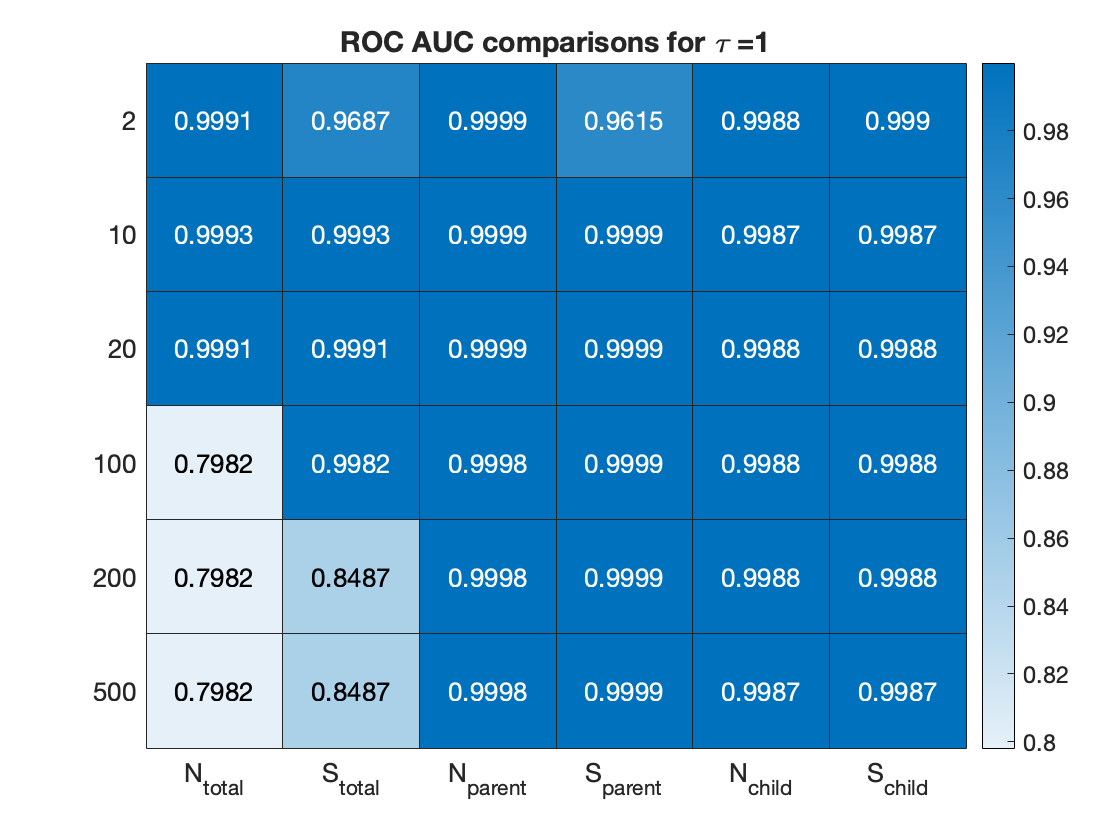 ROC AUC comparisons for τ =1
2 0.9991 0.9687 0.9999 0.9615 0.9988 0.999
10 0.9993 0.9993 0.9999 0.9999 0.9987 0.9987
20 0.9991 0.9991 0.9999 0.9999 0.9988 0.9988
100 0.7982 0.9982 0.9998 0.9999 0.9988 0.9988
200 0.7982 0.8487 0.9998 0.9999 0.9988 0.9988
500 0.7982 0.8487 0.9998 0.9999 0.9987 0.9987
N_total S_total N_parent S_parent N_child S_child
0.98
0.96
0.94
0.92
0.9
0.88
0.86
0.84
0.82
0.8